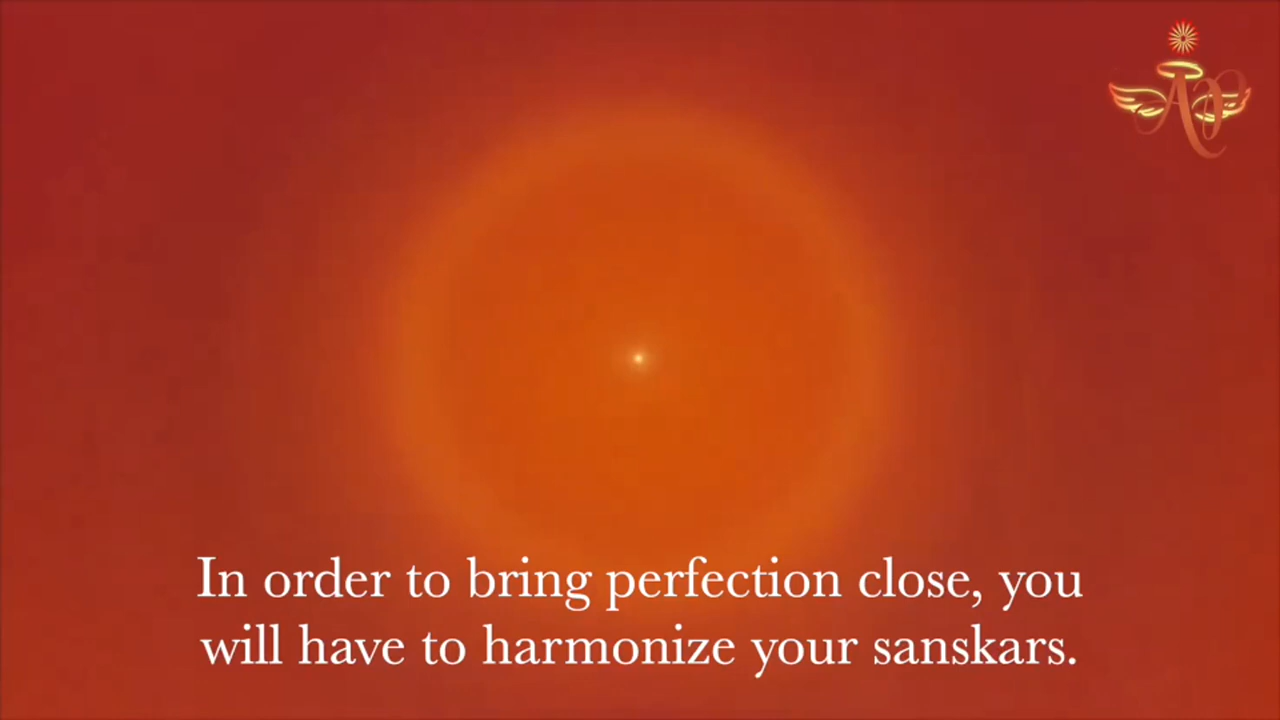 In order to bring perfection close, you
will have to harmonize your sanskars.